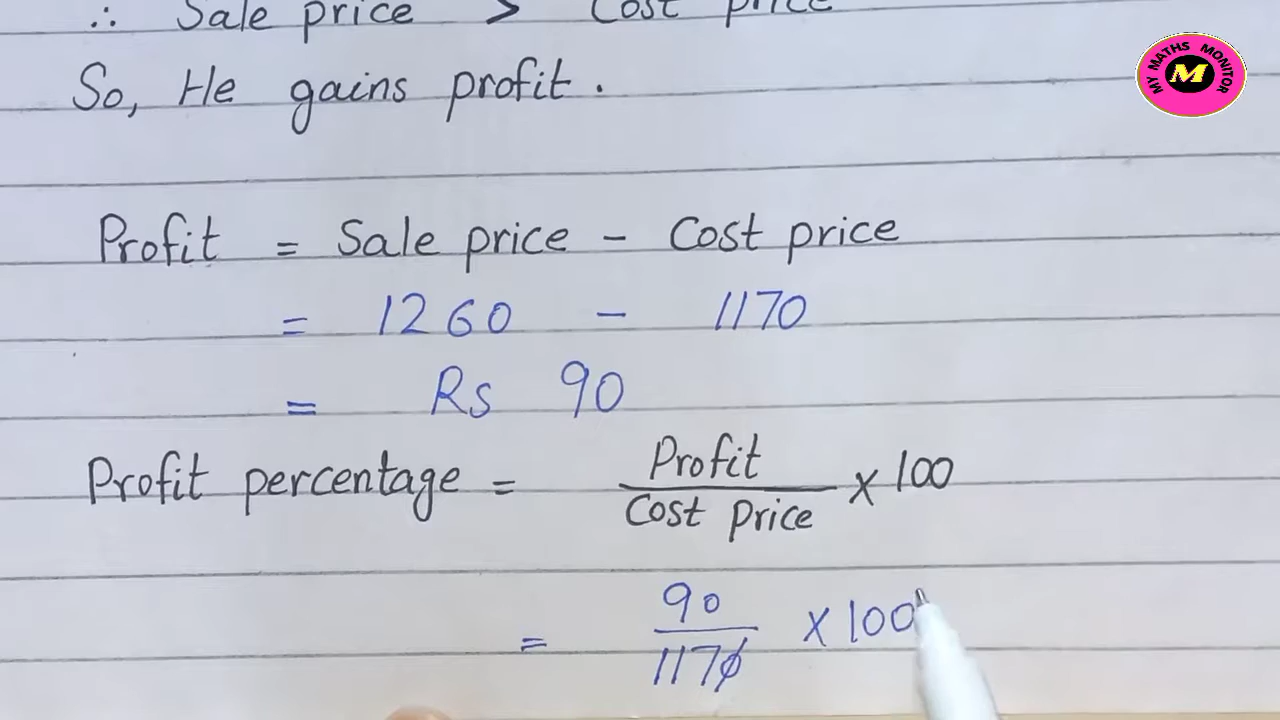 ∴ Sale price > Cost price
So, He gains profit.
MY MATHS MONITOR
M
Profit = Sale price - Cost price
= 1260 - 1170
= Rs 90
Profit percentage = Profit / Cost price × 100
= 90 / 1170 × 100